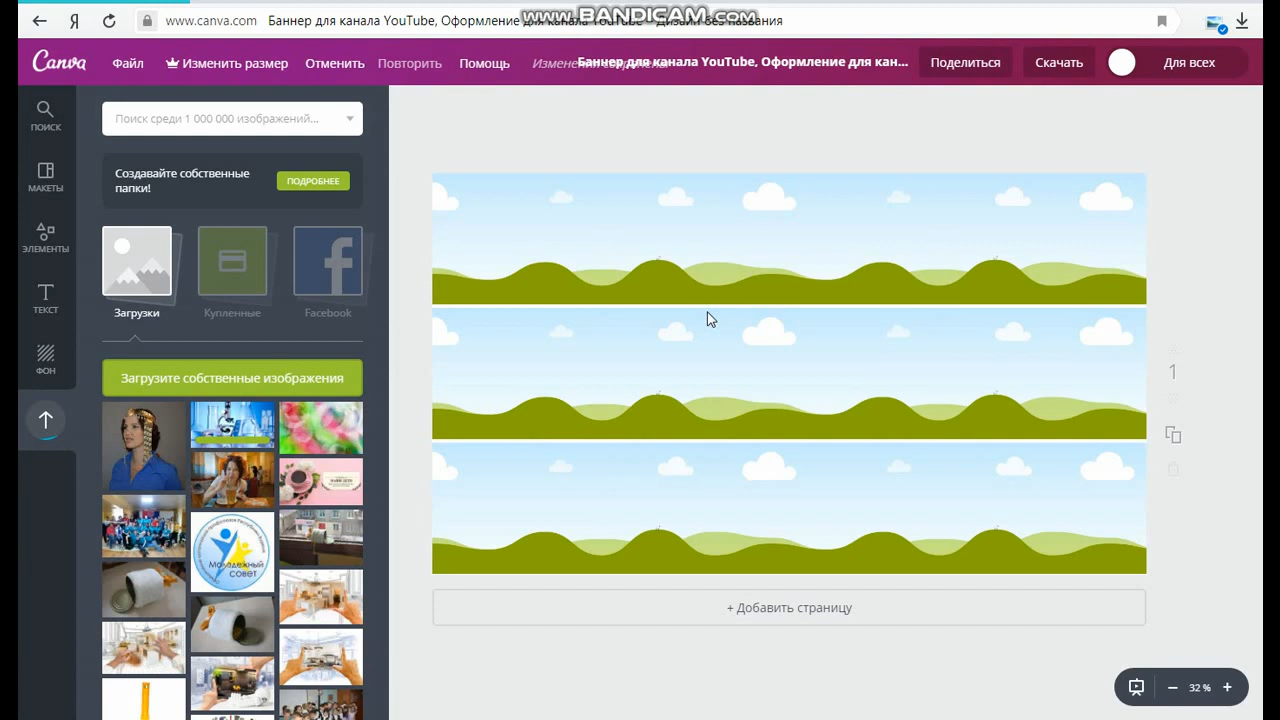 www.BANDICAM.com
Я www.canva.com Баннер для канала YouTube, Оформление для канала YouTube – Дизайн без названия
Canva Файл Изменить размер Отменить Повторить Помощь Баннер для канала YouTube, Оформление для кан... Поделиться Скачать Для всех
ПОИСК
МАКЕТЫ
ЭЛЕМЕНТЫ
ТЕКСТ
ФОН
Поиск среди 1 000 000 изображений...
Создавайте собственные
папки!
ПОДРОБНЕЕ
f
Загрузки Купленные Facebook
Загрузите собственные изображения
Молодежный
совет
1
+ Добавить страницу
32 %